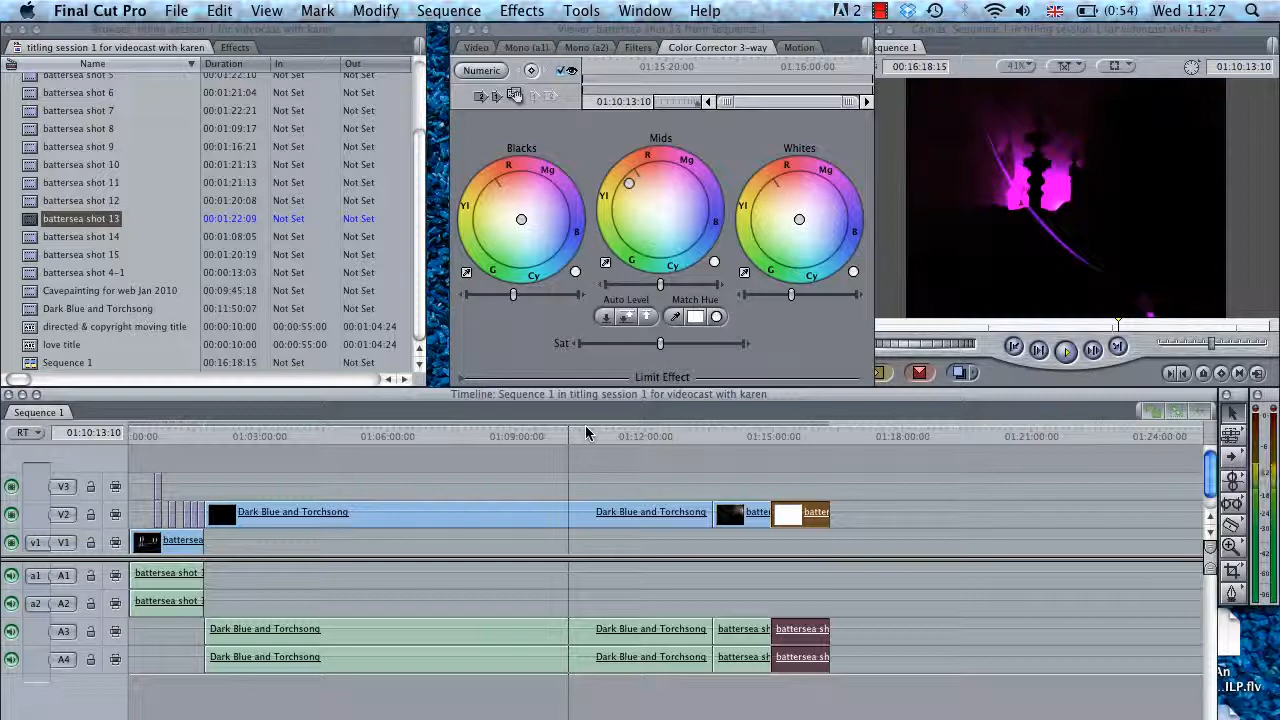 Final Cut Pro File Edit View Mark Modify Sequence Effects Tools Window Help 2 (0:54) Wed 11:27
Viewer: battersea shot 13 from Sequence 1
titling session 1 for videocast with karen Effects
Video Mono (a1) Mono (a2) Filters Color Corrector 3-way Motion
equence 1
Name Duration In Out
battersea shot 5 00:01:22:10 Not Set Not Set
battersea shot 6 00:01:21:04 Not Set Not Set
battersea shot 7 00:01:22:21 Not Set Not Set
battersea shot 8 00:01:09:17 Not Set Not Set
battersea shot 9 00:01:16:21 Not Set Not Set
battersea shot 10 00:01:21:13 Not Set Not Set
battersea shot 11 00:01:21:13 Not Set Not Set
battersea shot 12 00:01:20:08 Not Set Not Set
battersea shot 13 00:01:22:09 Not Set Not Set
battersea shot 14 00:01:08:05 Not Set Not Set
battersea shot 15 00:01:20:19 Not Set Not Set
battersea shot 4-1 00:00:13:03 Not Set Not Set
Cavepainting for web Jan 2010 00:09:45:18 Not Set Not Set
Dark Blue and Torchsong 00:11:50:07 Not Set Not Set
directed & copyright moving title 00:00:10:00 00:00:55:00 00:01:04:24
love title 00:00:10:00 00:00:55:00 00:01:04:24
Sequence 1 00:16:18:15 Not Set Not Set
Numeric 01:15:20:00 01:16:00:00
01:10:13:10
Blacks Mids Whites
R Mg B Cy G Yl
R Mg B Cy G Yl
R Mg B Cy G Yl
Auto Level Match Hue
Sat
Limit Effect
00:16:18:15 41% 01:10:13:10
Timeline: Sequence 1 in titling session 1 for videocast with karen
Sequence 1
RT 01:10:13:10 00:00 01:03:00:00 01:06:00:00 01:09:00:00 01:12:00:00 01:15:00:00 01:18:00:00 01:21:00:00 01:24:00:00
V3
V2 Dark Blue and Torchsong Dark Blue and Torchsong batte batter
v1 V1 battersea
a1 A1 battersea shot
a2 A2 battersea shot
A3 Dark Blue and Torchsong Dark Blue and Torchsong battersea sh battersea sh
A4 Dark Blue and Torchsong Dark Blue and Torchsong battersea sh battersea sh
An
...ILP.flv